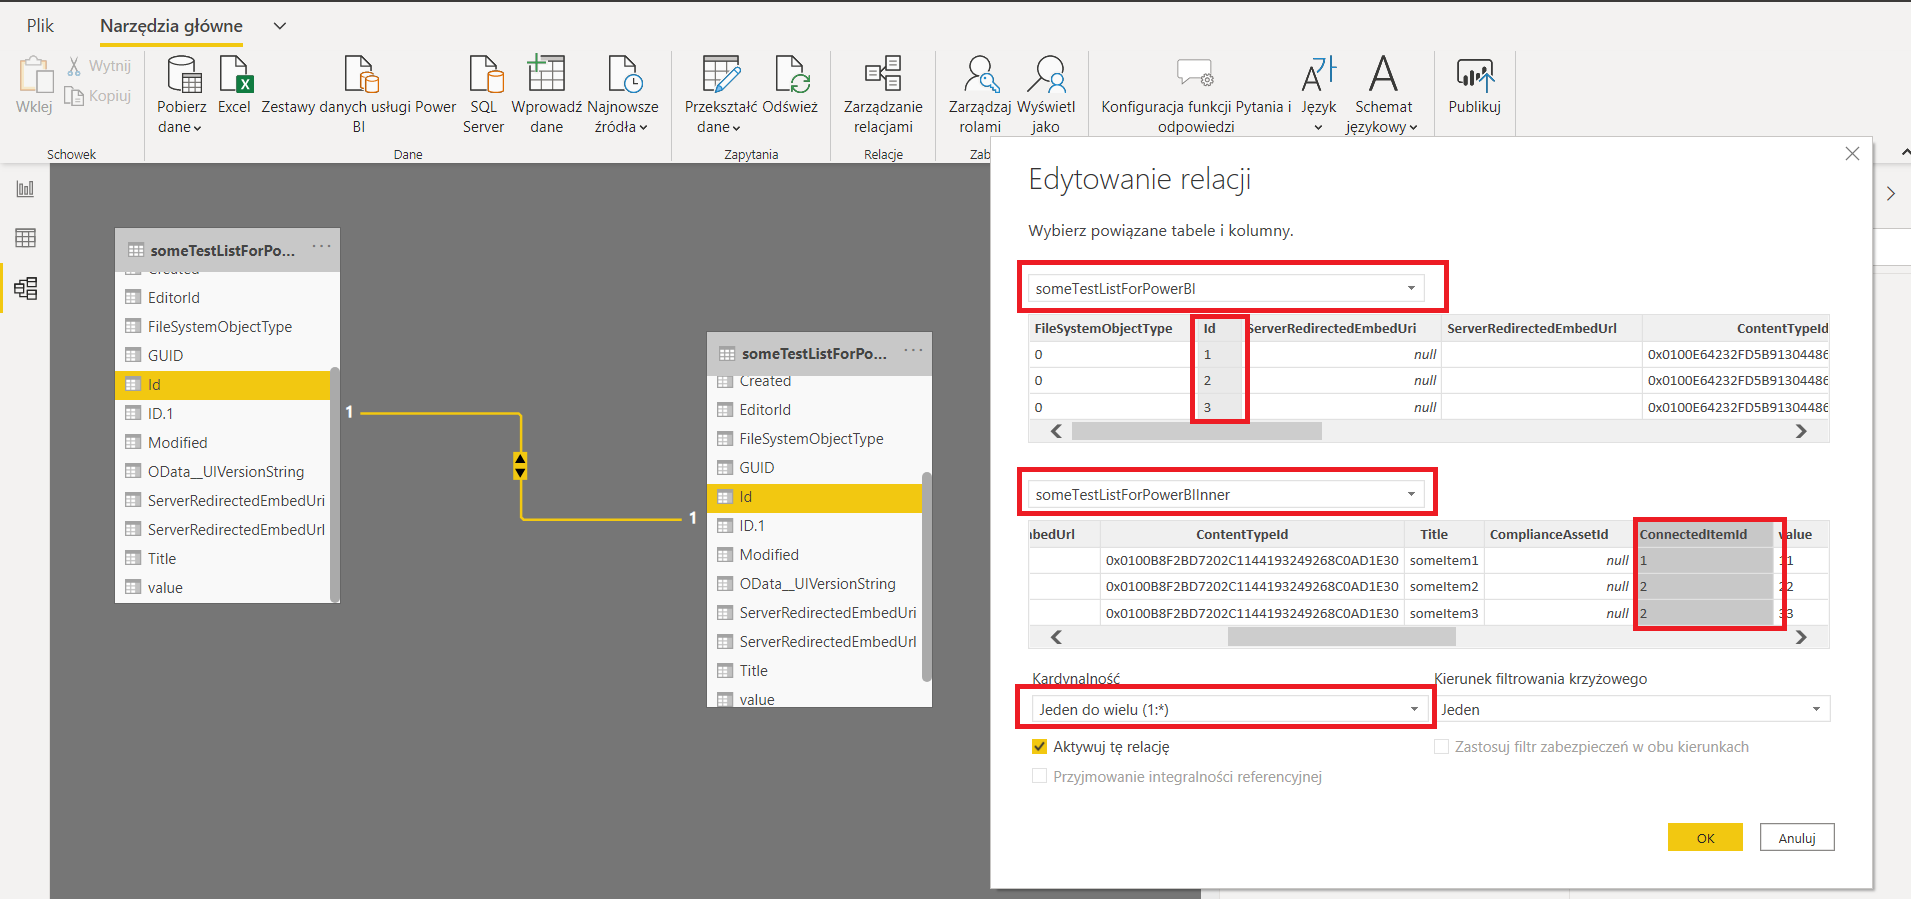 Plik
Narzędzia główne
Wklej
Wytnij
Kopiuj
Schowek
Pobierz
dane
Excel
Zestawy danych usługi Power
BI
SQL
Server
Wprowadź
dane
Najnowsze
źródła
Dane
Przekształć
dane
Odśwież
Zapytania
Zarządzanie
relacjami
Relacje
Zarządzaj
rolami
Wyświetl
jako
Zab
Konfiguracja funkcji Pytania i
odpowiedzi
Język
Schemat
językowy
Publikuj
someTestListForPo...
Created
EditorId
FileSystemObjectType
GUID
Id
ID.1
Modified
OData__UIVersionString
ServerRedirectedEmbedUri
ServerRedirectedEmbedUrl
Title
value
1
1
someTestListForPo...
Created
EditorId
FileSystemObjectType
GUID
Id
ID.1
Modified
OData__UIVersionString
ServerRedirectedEmbedUri
ServerRedirectedEmbedUrl
Title
value
Edytowanie relacji
Wybierz powiązane tabele i kolumny.
someTestListForPowerBI
FileSystemObjectType Id ServerRedirectedEmbedUri ServerRedirectedEmbedUrl ContentTypeId
0 1 null 0x0100E64232FD5B91304486
0 2 null 0x0100E64232FD5B91304486
0 3 null 0x0100E64232FD5B91304486
someTestListForPowerBIInner
bedUrl ContentTypeId Title ComplianceAssetId ConnectedItemId value
0x0100B8F2BD7202C1144193249268C0AD1E30 someItem1 null 1 11
0x0100B8F2BD7202C1144193249268C0AD1E30 someItem2 null 2 22
0x0100B8F2BD7202C1144193249268C0AD1E30 someItem3 null 2 33
Kardynalność
Jeden do wielu (1:*)
Kierunek filtrowania krzyżowego
Jeden
Aktywuj tę relację
Zastosuj filtr zabezpieczeń w obu kierunkach
Przyjmowanie integralności referencyjnej
OK
Anuluj